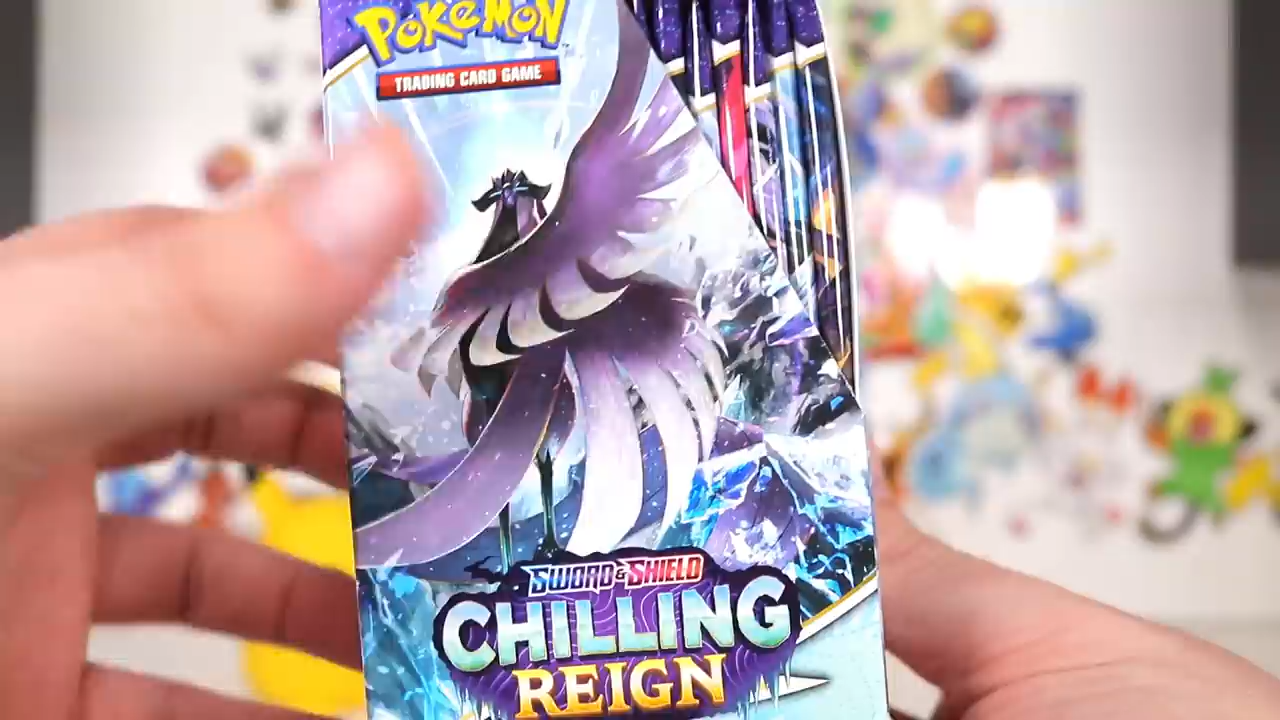 POKéMON
TRADING CARD GAME
SWORD & SHIELD
CHILLING
REIGN